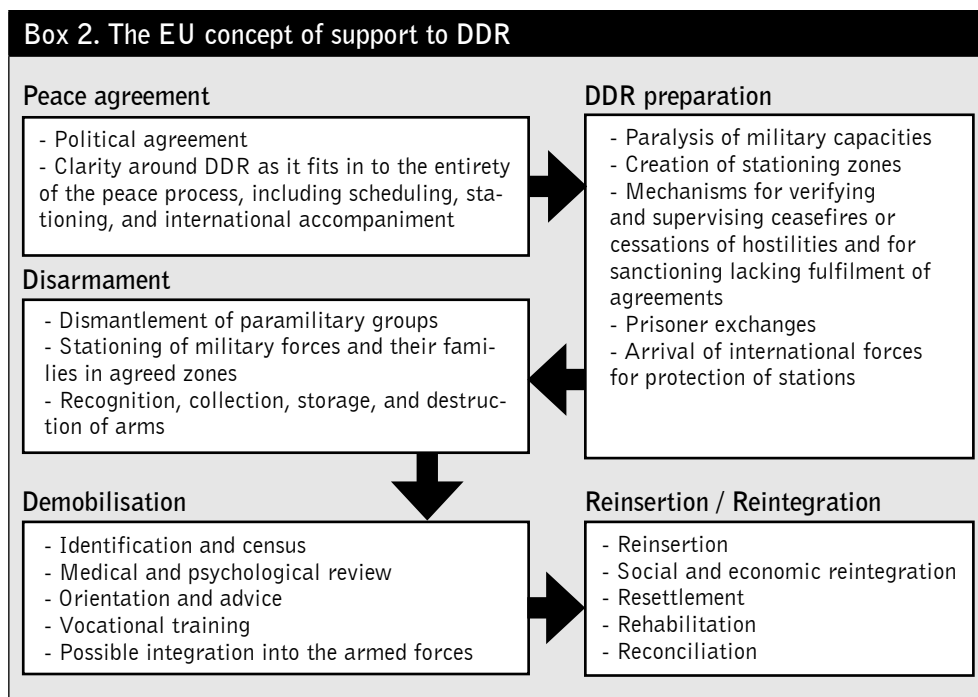 Box 2. The EU concept of support to DDR
Peace agreement
- Political agreement
- Clarity around DDR as it fits in to the entirety
of the peace process, including scheduling, sta-
tioning, and international accompaniment
DDR preparation
- Paralysis of military capacities
- Creation of stationing zones
- Mechanisms for verifying
and supervising ceasefires or
cessations of hostilities and for
sanctioning lacking fulfilment of
agreements
- Prisoner exchanges
- Arrival of international forces
for protection of stations
Disarmament
- Dismantlement of paramilitary groups
- Stationing of military forces and their fami-
lies in agreed zones
- Recognition, collection, storage, and destruc-
tion of arms
Demobilisation
- Identification and census
- Medical and psychological review
- Orientation and advice
- Vocational training
- Possible integration into the armed forces
Reinsertion / Reintegration
- Reinsertion
- Social and economic reintegration
- Resettlement
- Rehabilitation
- Reconciliation